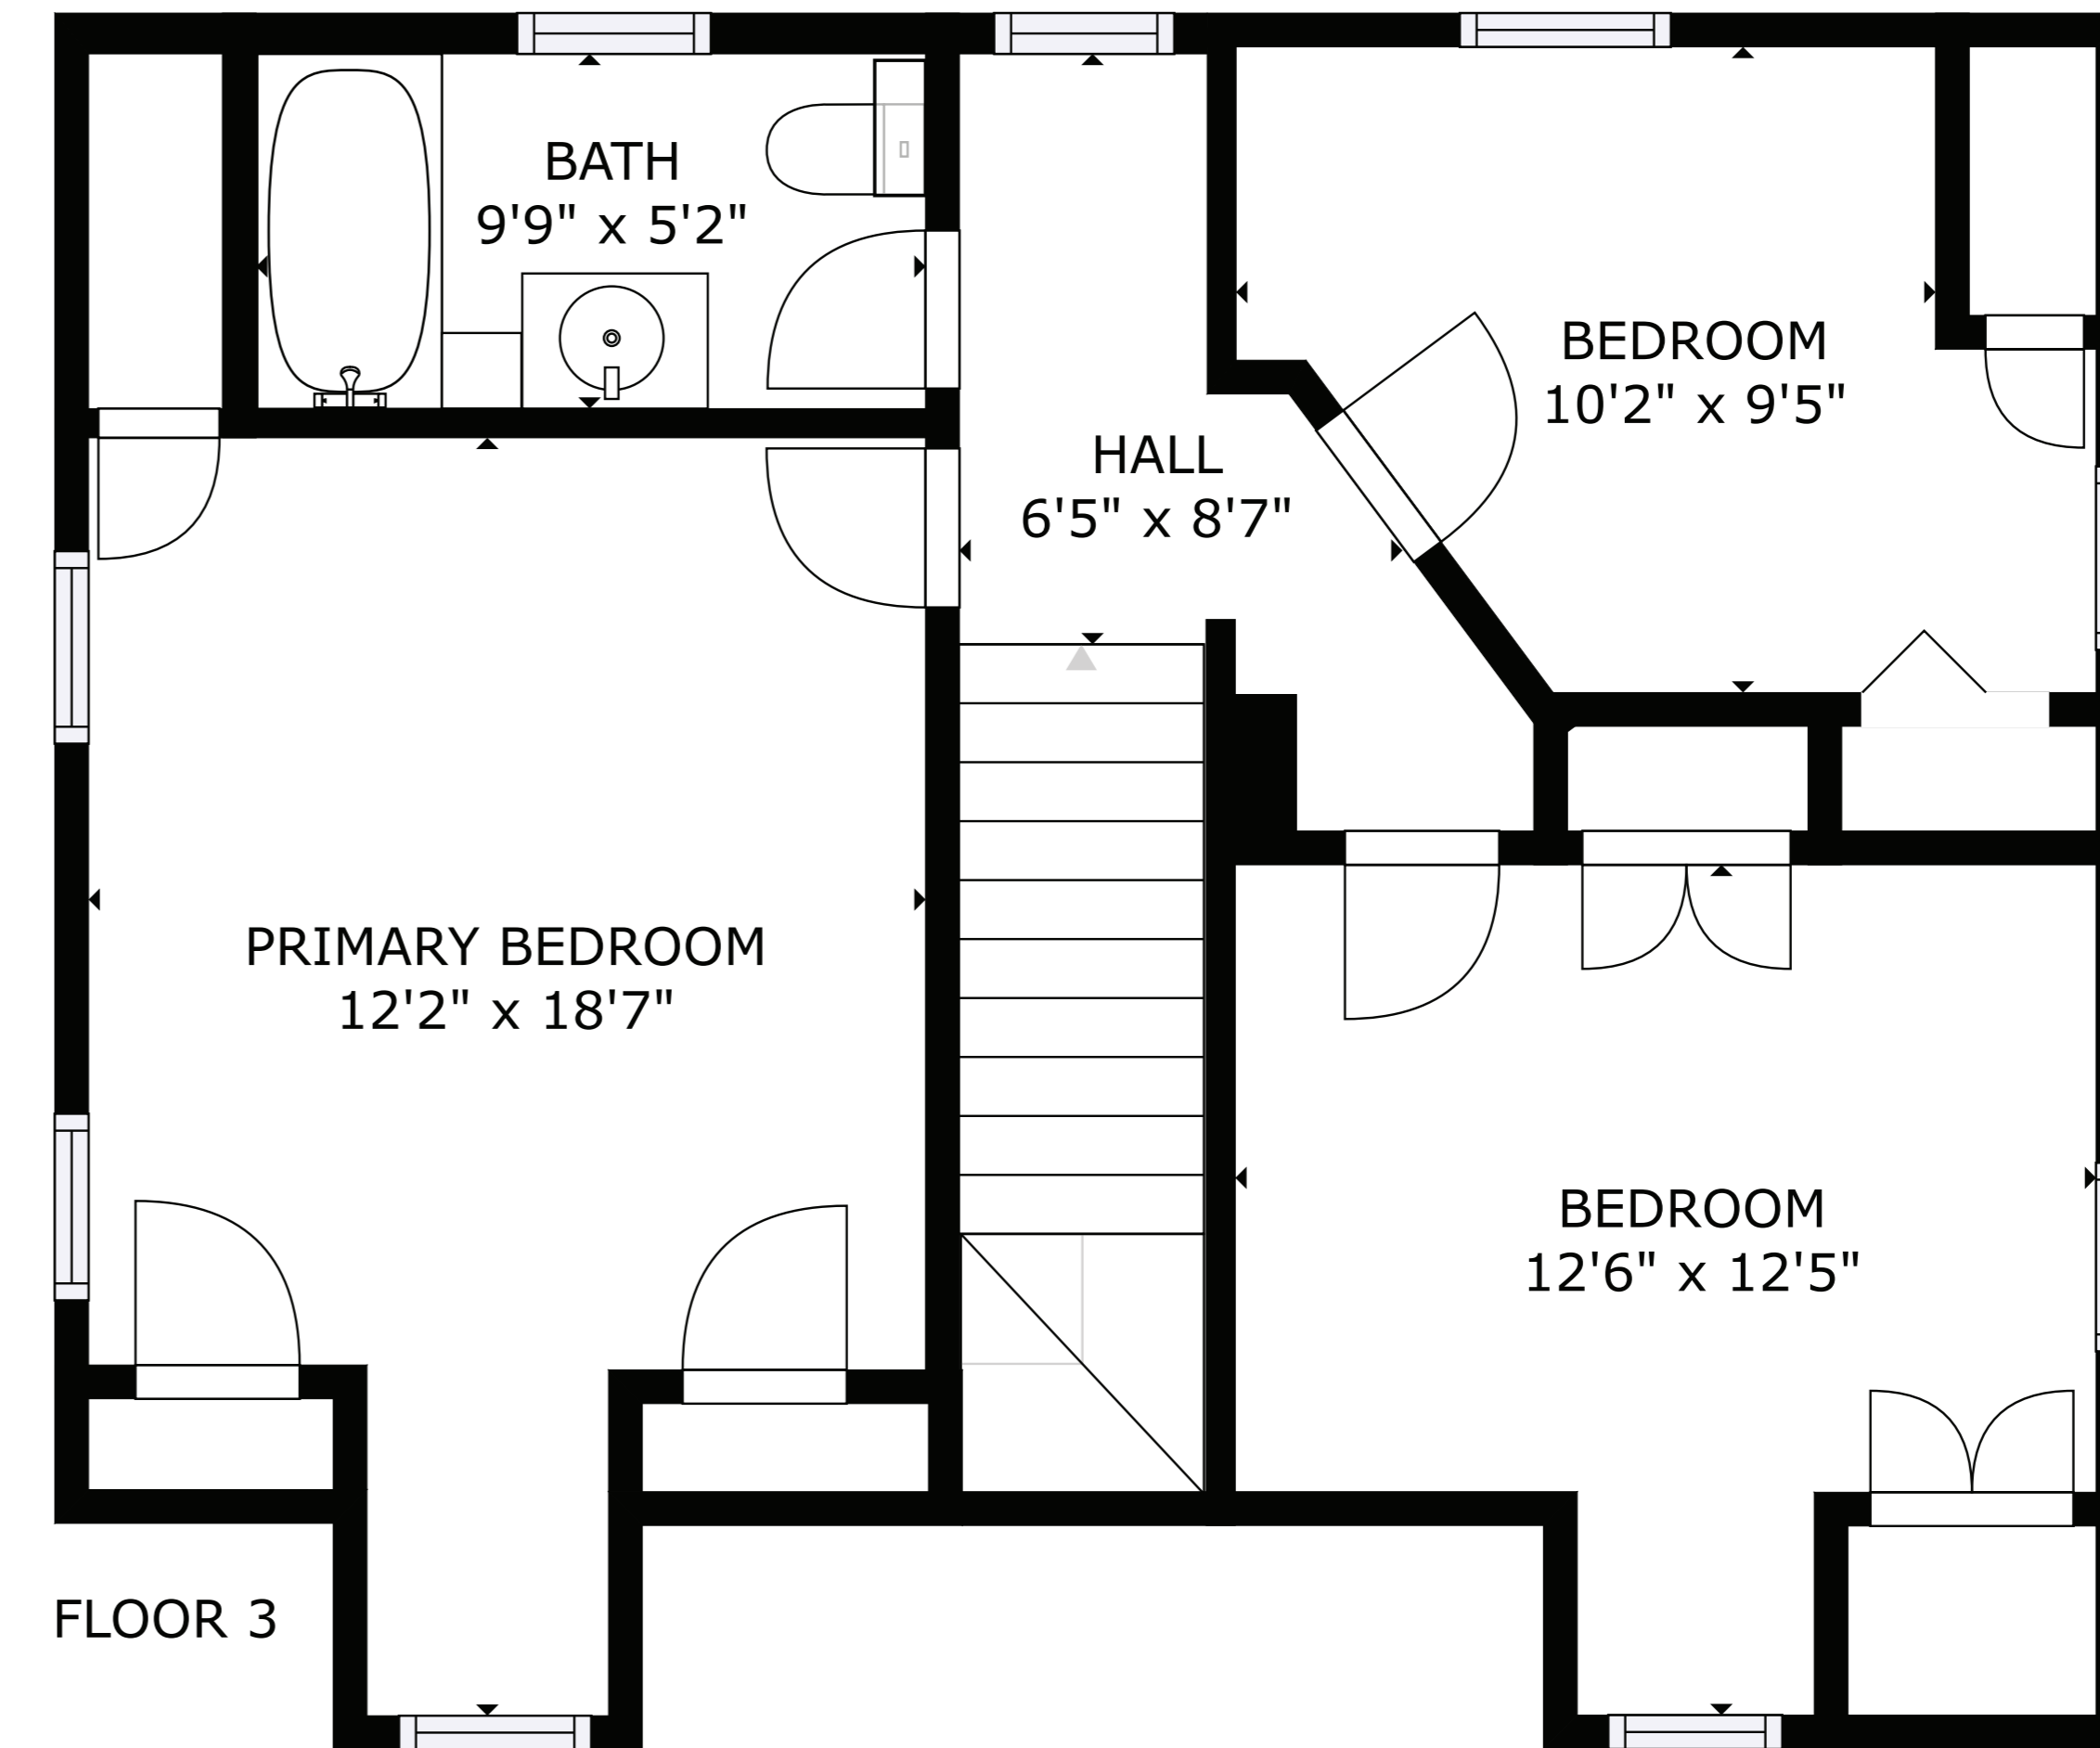 BATH
9'9" x 5'2"
BEDROOM
10'2" x 9'5"
HALL
6'5" x 8'7"
PRIMARY BEDROOM
12'2" x 18'7"
BEDROOM
12'6" x 12'5"
FLOOR 3